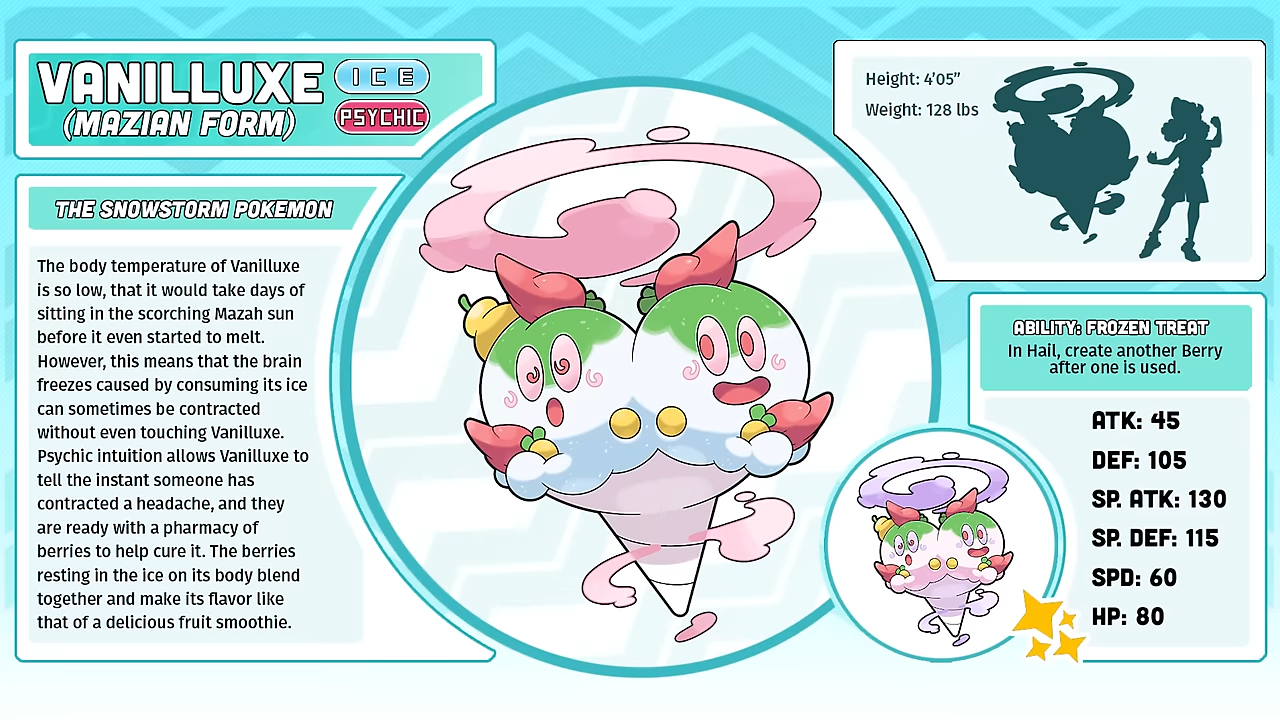 VANILLUXE
(MAZIAN FORM)
ICE
PSYCHIC
THE SNOWSTORM POKEMON
The body temperature of Vanilluxe
is so low, that it would take days of
sitting in the scorching Mazah sun
before it even started to melt.
However, this means that the brain
freezes caused by consuming its ice
can sometimes be contracted
without even touching Vanilluxe.
Psychic intuition allows Vanilluxe to
tell the instant someone has
contracted a headache, and they
are ready with a pharmacy of
berries to help cure it. The berries
resting in the ice on its body blend
together and make its flavor like
that of a delicious fruit smoothie.
Height: 4’05”
Weight: 128 lbs
ABILITY: FROZEN TREAT
In Hail, create another Berry
after one is used.
ATK: 45
DEF: 105
SP. ATK: 130
SP. DEF: 115
SPD: 60
HP: 80